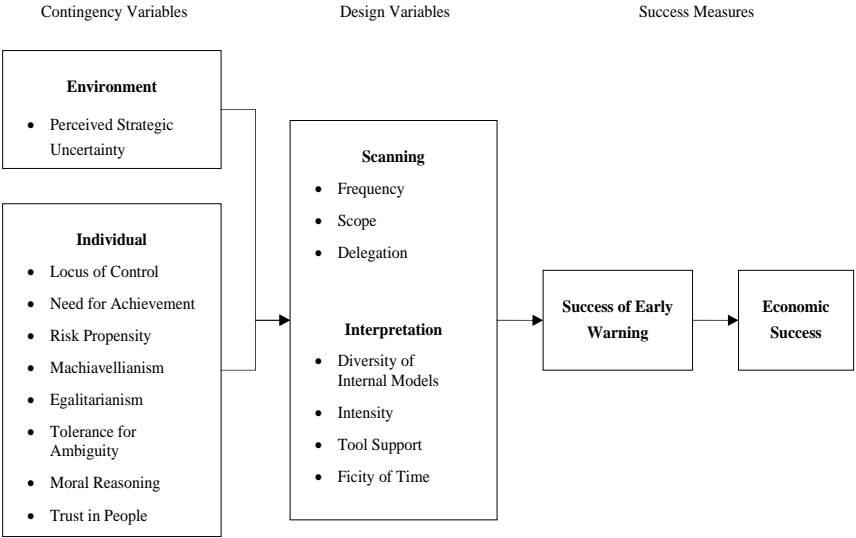 Contingency Variables
Design Variables
Success Measures
Environment
• Perceived Strategic
Uncertainty
Individual
• Locus of Control
• Need for Achievement
• Risk Propensity
• Machiavellianism
• Egalitarianism
• Tolerance for
Ambiguity
• Moral Reasoning
• Trust in People
Scanning
• Frequency
• Scope
• Delegation
Interpretation
• Diversity of
Internal Models
• Intensity
• Tool Support
• Ficity of Time
Success of Early
Warning
Economic
Success